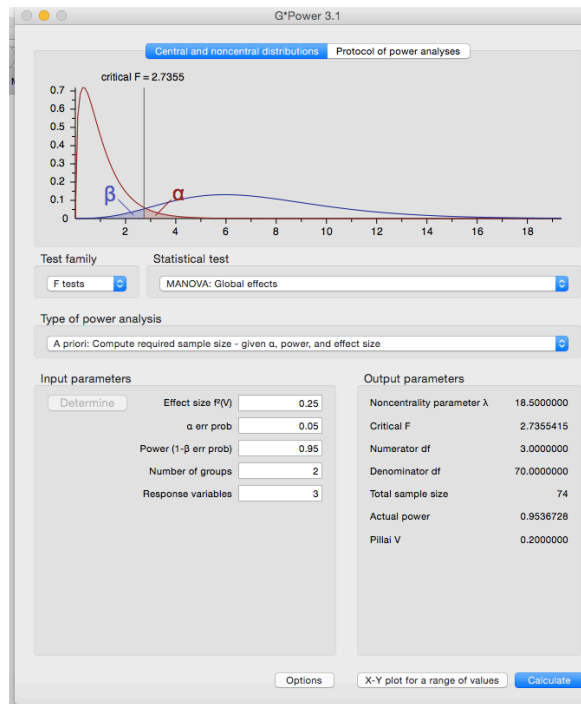 G*Power 3.1
Central and noncentral distributions Protocol of power analyses
critical F = 2.7355
0.7
0.6
0.5
0.4
0.3
0.2
0.1
0
β α
2 4 6 8 10 12 14 16 18
Test family Statistical test
F tests MANOVA: Global effects
Type of power analysis
A priori: Compute required sample size - given α, power, and effect size
Input parameters Output parameters
Determine Effect size f²(V) 0.25 Noncentrality parameter λ 18.5000000
α err prob 0.05 Critical F 2.7355415
Power (1-β err prob) 0.95 Numerator df 3.0000000
Number of groups 2 Denominator df 70.0000000
Response variables 3 Total sample size 74
Actual power 0.9536728
Pillai V 0.2000000
Options X-Y plot for a range of values Calculate